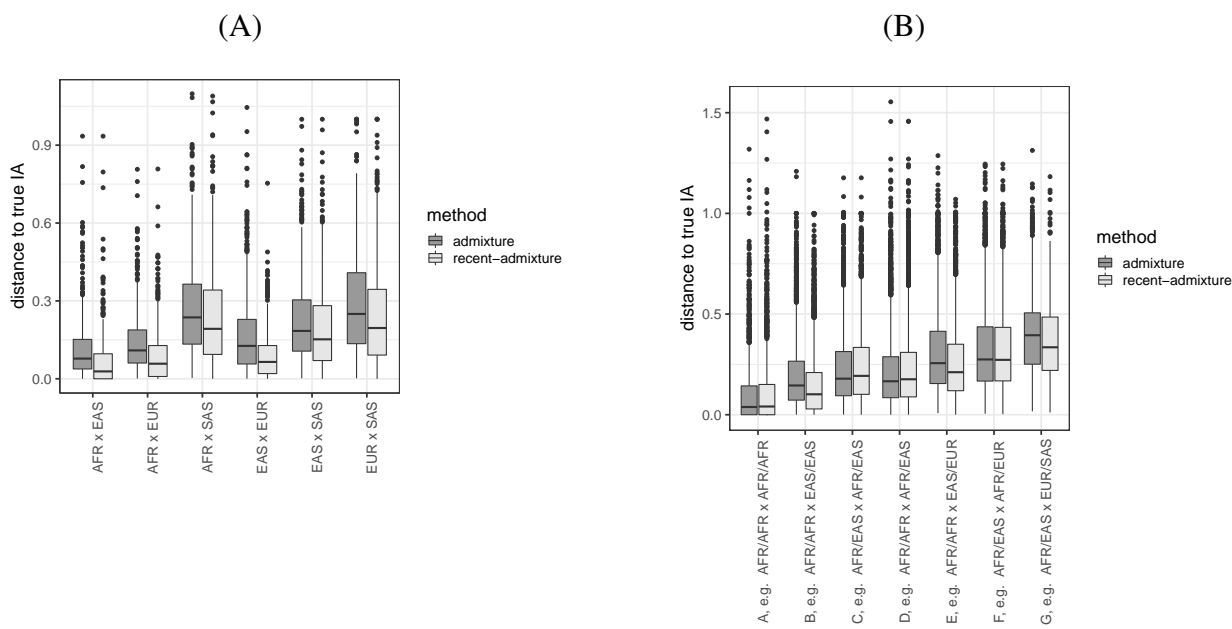 (A)
(B)
distance to true IA
0.9
0.6
0.3
0.0
AFR x EAS
AFR x EUR
AFR x SAS
EAS x EUR
EAS x SAS
EUR x SAS
method
admixture
recent−admixture
distance to true IA
1.5
1.0
0.5
0.0
A, e.g. AFR/AFR x AFR/AFR
B, e.g. AFR/AFR x EAS/EAS
C, e.g. AFR/EAS x AFR/EAS
D, e.g. AFR/AFR x AFR/EAS
E, e.g. AFR/AFR x EAS/EUR
F, e.g. AFR/EAS x AFR/EUR
G, e.g. AFR/EAS x EUR/SAS
method
admixture
recent−admixture